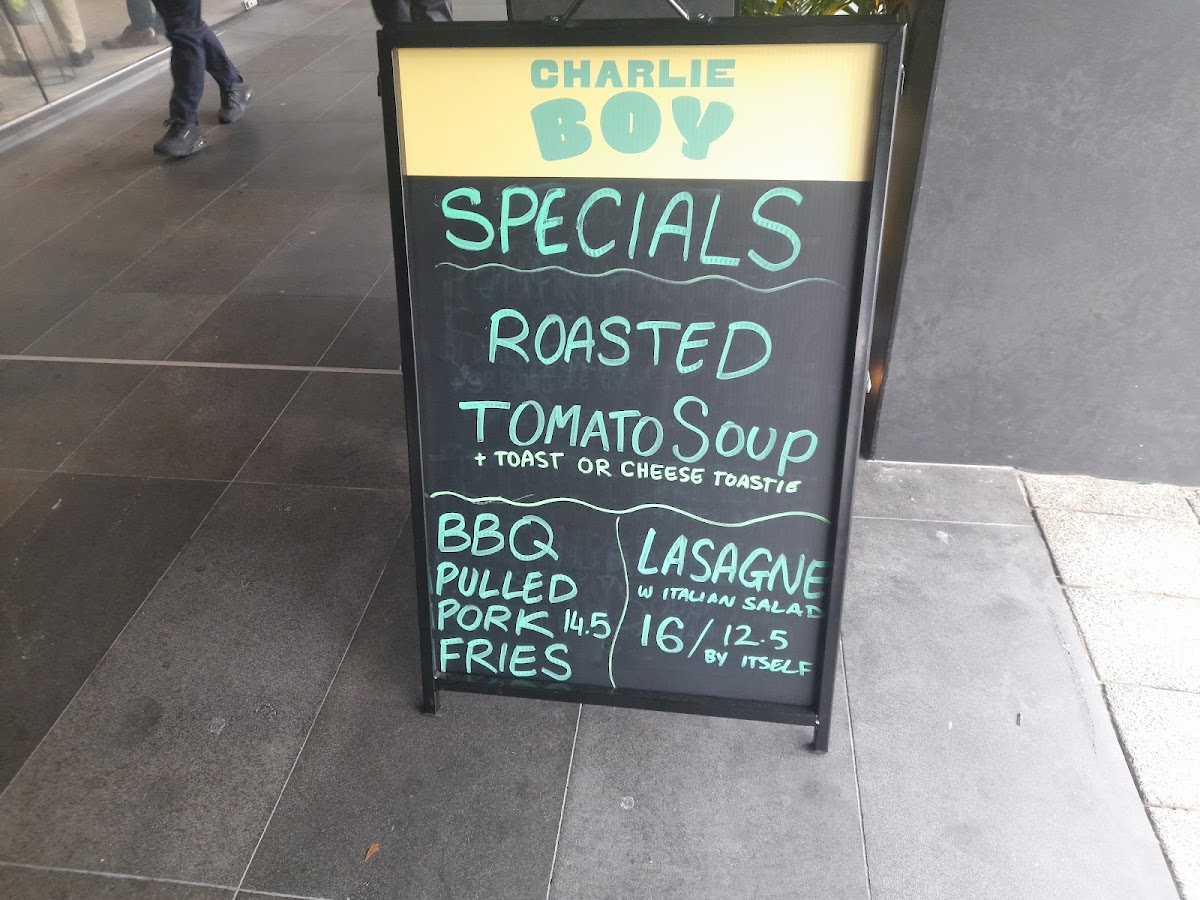 CHARLIE
BOY
SPECIALS
ROASTED
TOMATO SOUP
+ TOAST OR CHEESE TOASTIE
BBQ
PULLED
PORK 14.5
FRIES
LASAGNE
W ITALIAN SALAD
16/12.5
BY ITSELF